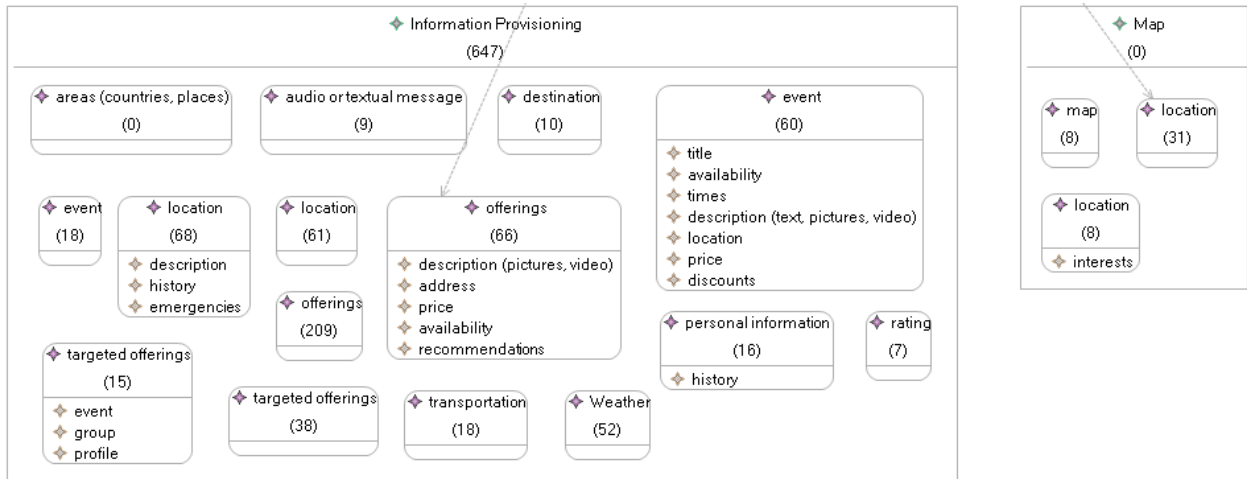 Information Provisioning
(647)
areas (countries, places)
(0)
audio or textual message
(9)
destination
(10)
event
(60)
title
availability
times
description (text, pictures, video)
location
price
discounts
event
(18)
location
(68)
description
history
emergencies
location
(61)
offerings
(66)
description (pictures, video)
address
price
availability
recommendations
offerings
(209)
personal information
(16)
history
rating
(7)
targeted offerings
(15)
event
group
profile
targeted offerings
(38)
transportation
(18)
Weather
(52)
Map
(0)
map
(8)
location
(31)
location
(8)
interests